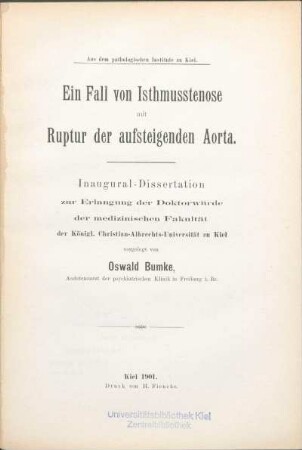 Aus dem pathologischen Institute zu Kiel.
Ein Fall von Isthmusstenose
mit
Ruptur der aufsteigenden Aorta.
Inaugural-Dissertation
zur Erlangung der Doktorwürde
der medizinischen Fakultät
der Königl. Christian-Albrechts-Universität zu Kiel
vorgelegt von
Oswald Bumke,
Assistenzarzt der psychiatrischen Klinik in Freiburg i. Br.
Kiel 1901.
Druck von H. Fiencke.
Universitätsbibliothek Kiel
Zentralbibliothek